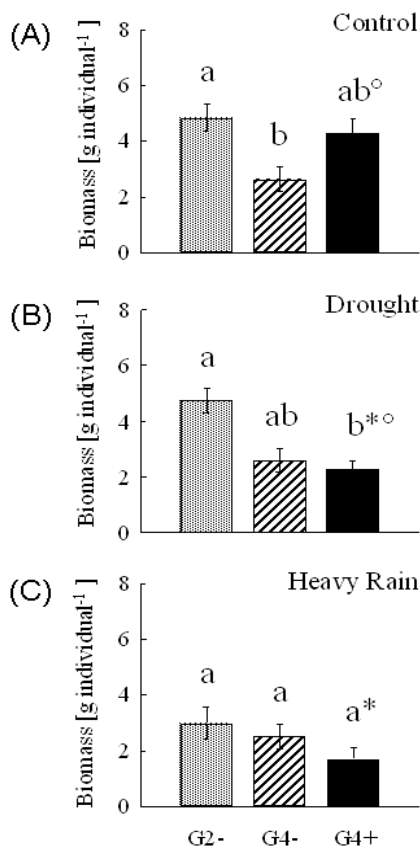 (A)
Control
Biomass [g individual⁻¹]
8
6
4
2
0
a
b
ab°
(B)
Drought
Biomass [g individual⁻¹]
8
6
4
2
0
a
ab
b*°
(C)
Heavy Rain
Biomass [g individual⁻¹]
8
6
4
2
0
a
a
a*
G2- G4- G4+